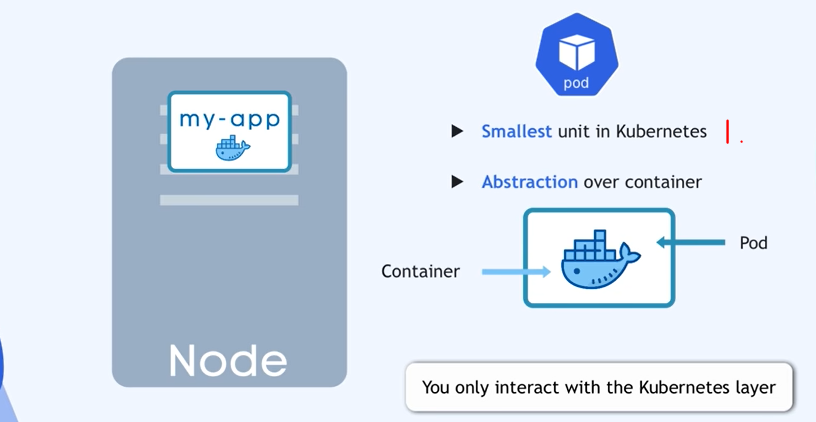 my-app
Node
pod
Smallest unit in Kubernetes
Abstraction over container
Container
Pod
You only interact with the Kubernetes layer